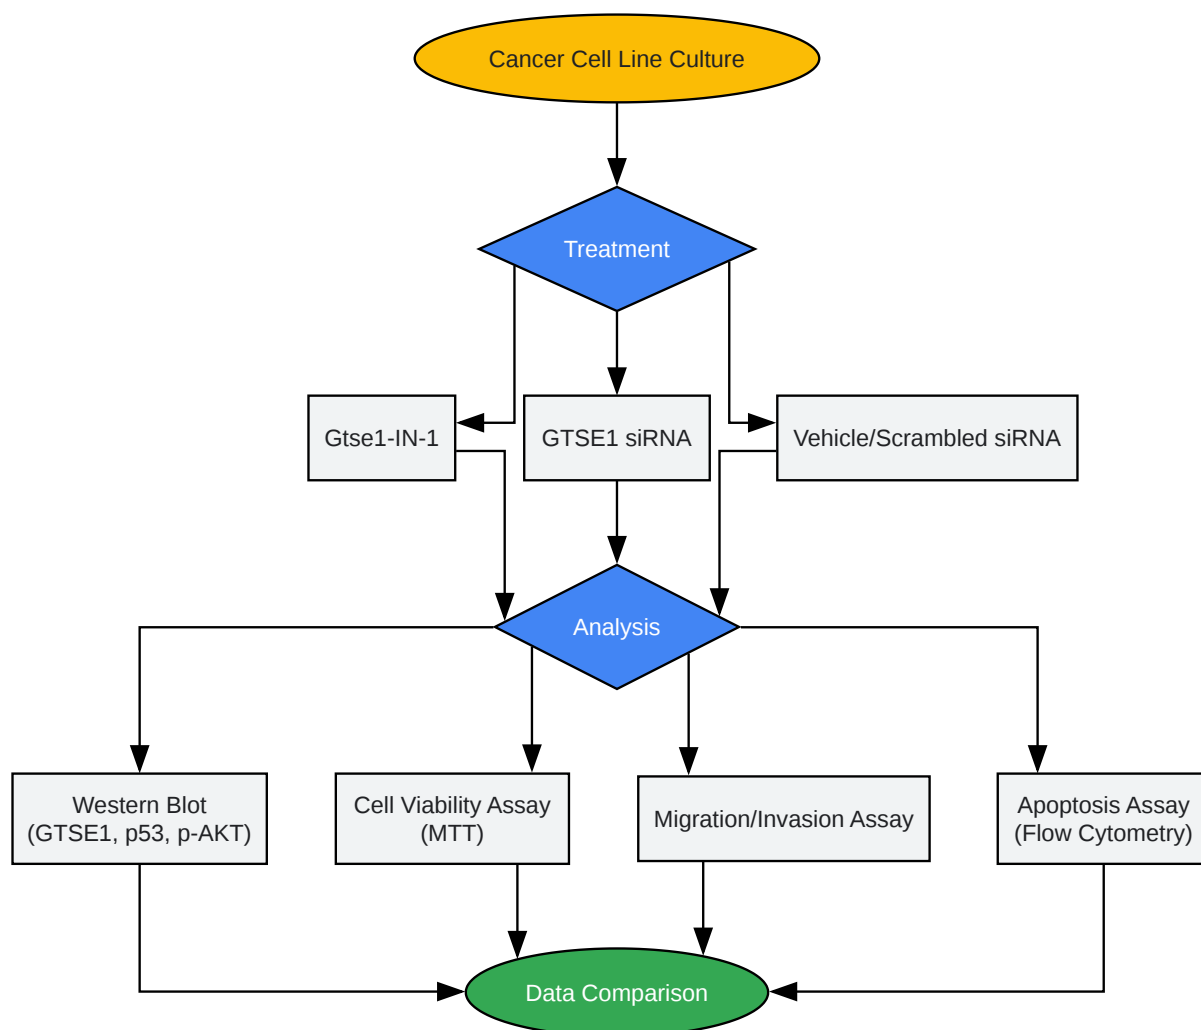 Cancer Cell Line Culture
Treatment
Gtse1-IN-1
GTSE1 siRNA
Vehicle/Scrambled siRNA
Analysis
Western Blot
(GTSE1, p53, p-AKT)
Cell Viability Assay
(MTT)
Migration/Invasion Assay
Apoptosis Assay
(Flow Cytometry)
Data Comparison